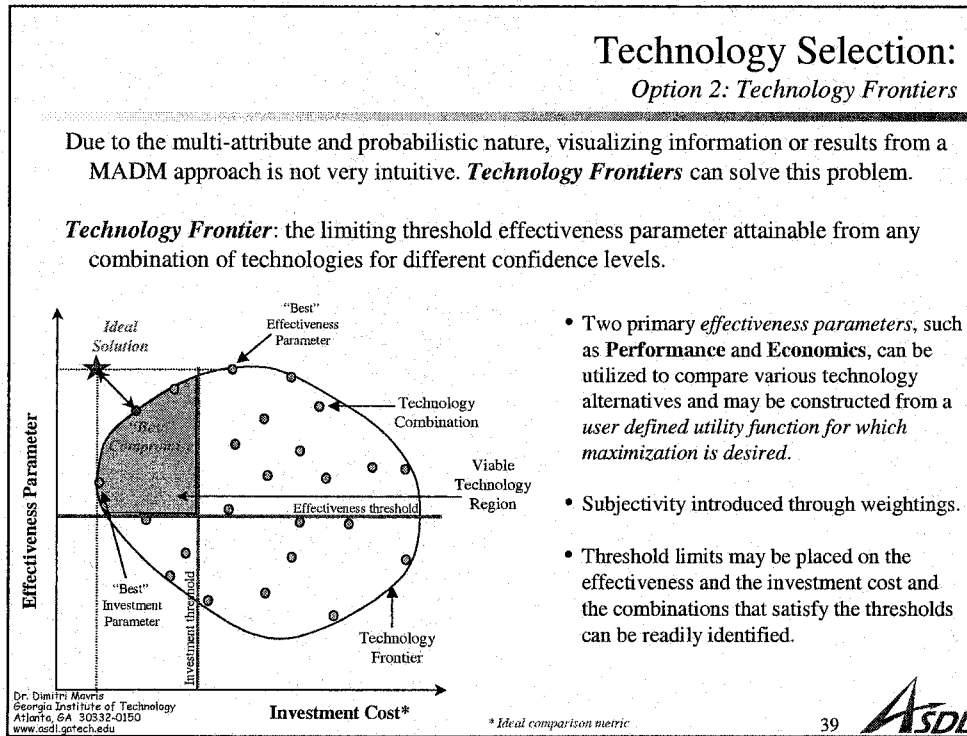 Technology Selection:
Option 2: Technology Frontiers
Due to the multi-attribute and probabilistic nature, visualizing information or results from a
MADM approach is not very intuitive. Technology Frontiers can solve this problem.
Technology Frontier: the limiting threshold effectiveness parameter attainable from any
combination of technologies for different confidence levels.
Effectiveness Parameter
Ideal
Solution
"Best"
Effectiveness
Parameter
Technology
Combination
"Best"
Compromise
Viable
Technology
Region
Effectiveness threshold
"Best"
Investment
Parameter
Investment threshold
Technology
Frontier
Investment Cost*
• Two primary effectiveness parameters, such
as Performance and Economics, can be
utilized to compare various technology
alternatives and may be constructed from a
user defined utility function for which
maximization is desired.
• Subjectivity introduced through weightings.
• Threshold limits may be placed on the
effectiveness and the investment cost and
the combinations that satisfy the thresholds
can be readily identified.
Dr. Dimitri Mavris
Georgia Institute of Technology
Atlanta, GA 30332-0150
www.asdl.gatech.edu
* Ideal comparison metric
39
ASDL